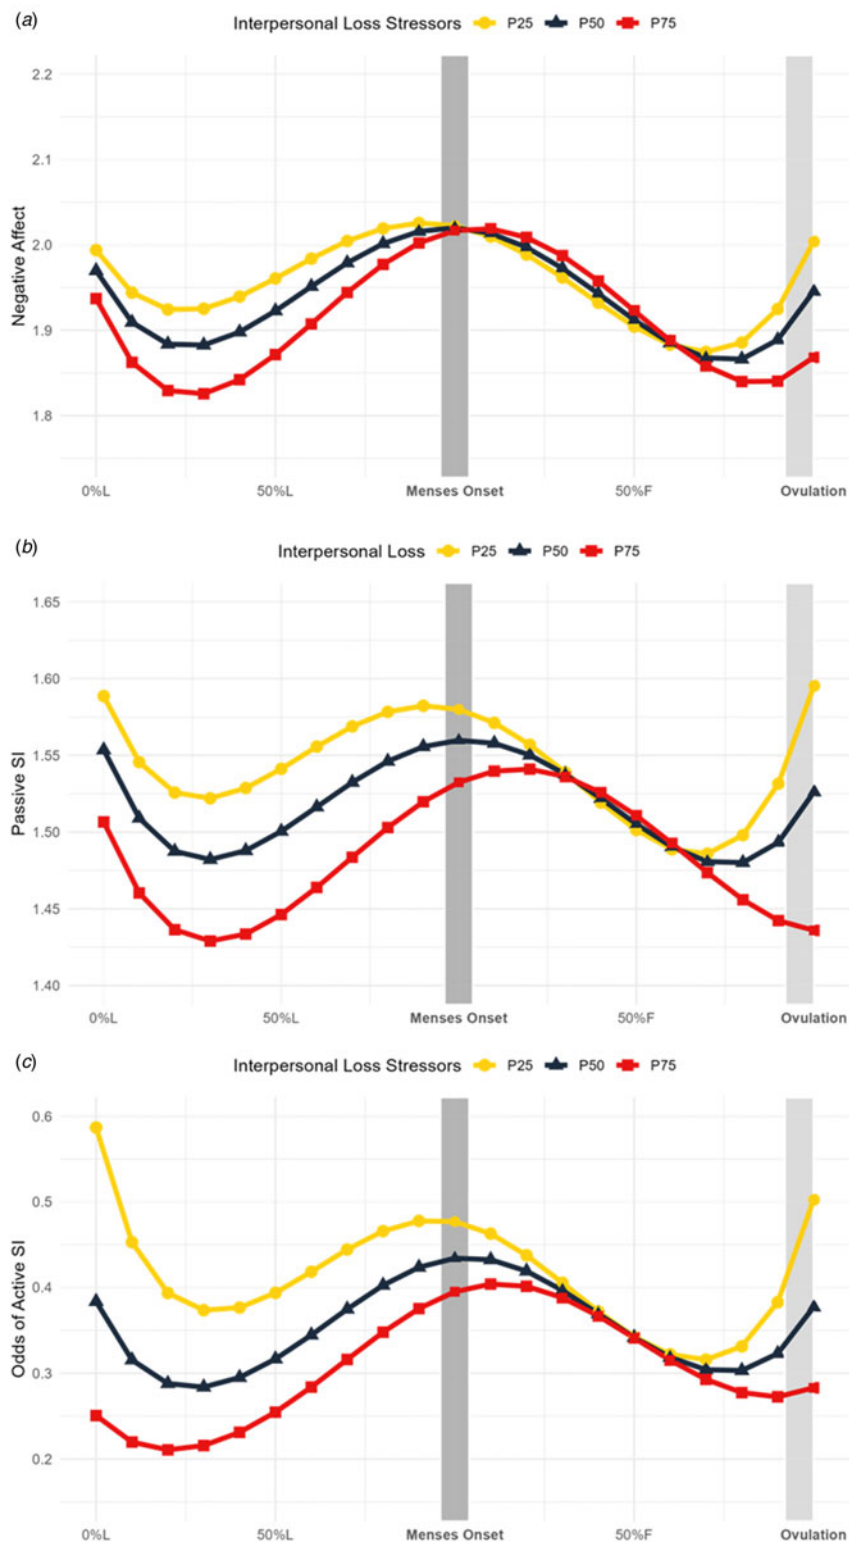 (a)
Interpersonal Loss Stressors P25 P50 P75
2.2
2.1
2.0
1.9
1.8
Negative Affect
0%L 50%L Menses Onset 50%F Ovulation
(b)
Interpersonal Loss P25 P50 P75
1.65
1.60
1.55
1.50
1.45
1.40
Passive SI
0%L 50%L Menses Onset 50%F Ovulation
(c)
Interpersonal Loss Stressors P25 P50 P75
0.6
0.5
0.4
0.3
0.2
Odds of Active SI
0%L 50%L Menses Onset 50%F Ovulation